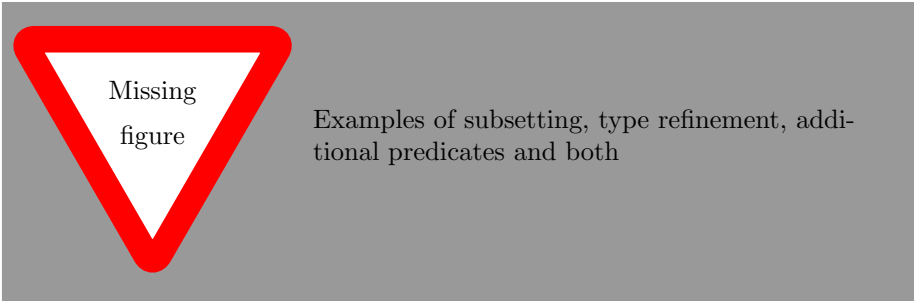 Missing
figure
Examples of subsetting, type refinement, addi-
tional predicates and both